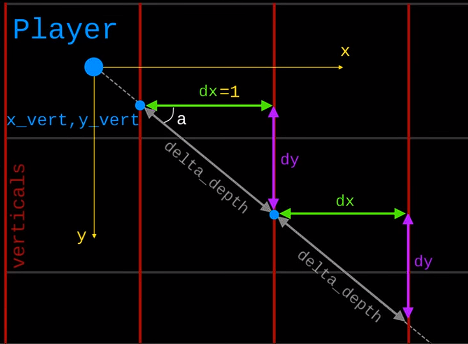 Player
x
dx=1
x_vert,y_vert
a
dy
delta_depth
verticals
dx
y
dy
delta_depth